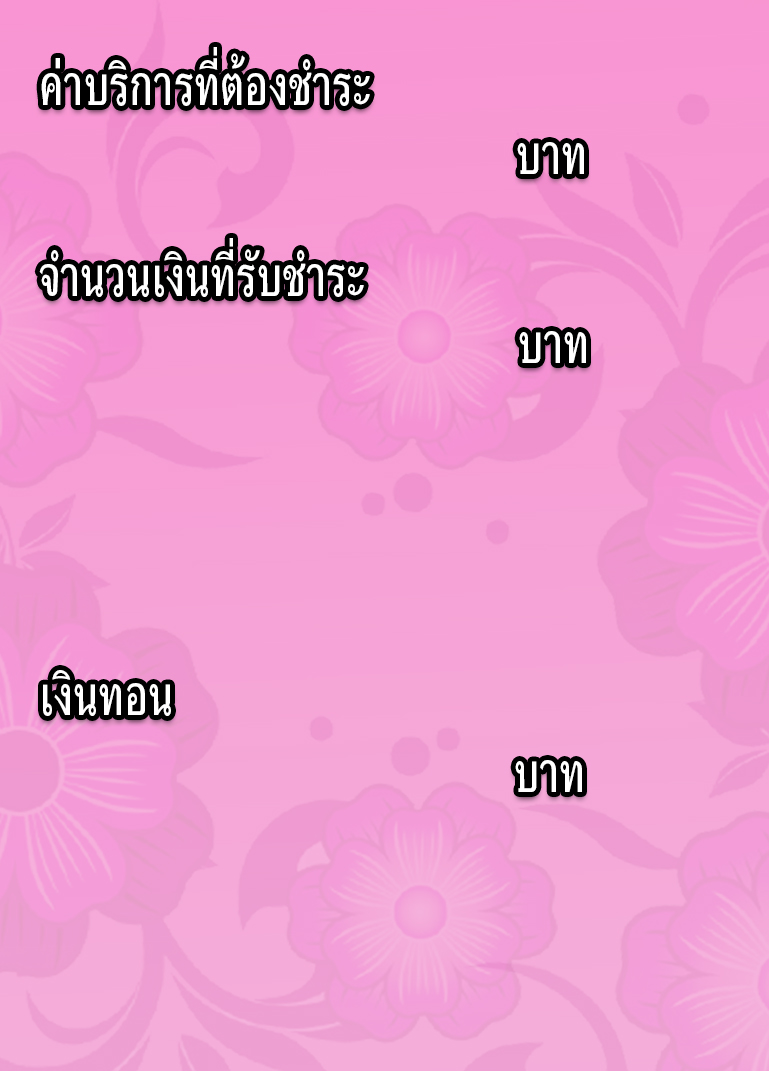 ค่าบริการที่ต้องชำระ
บาท
จำนวนเงินที่รับชำระ
บาท
เงินทอน
บาท